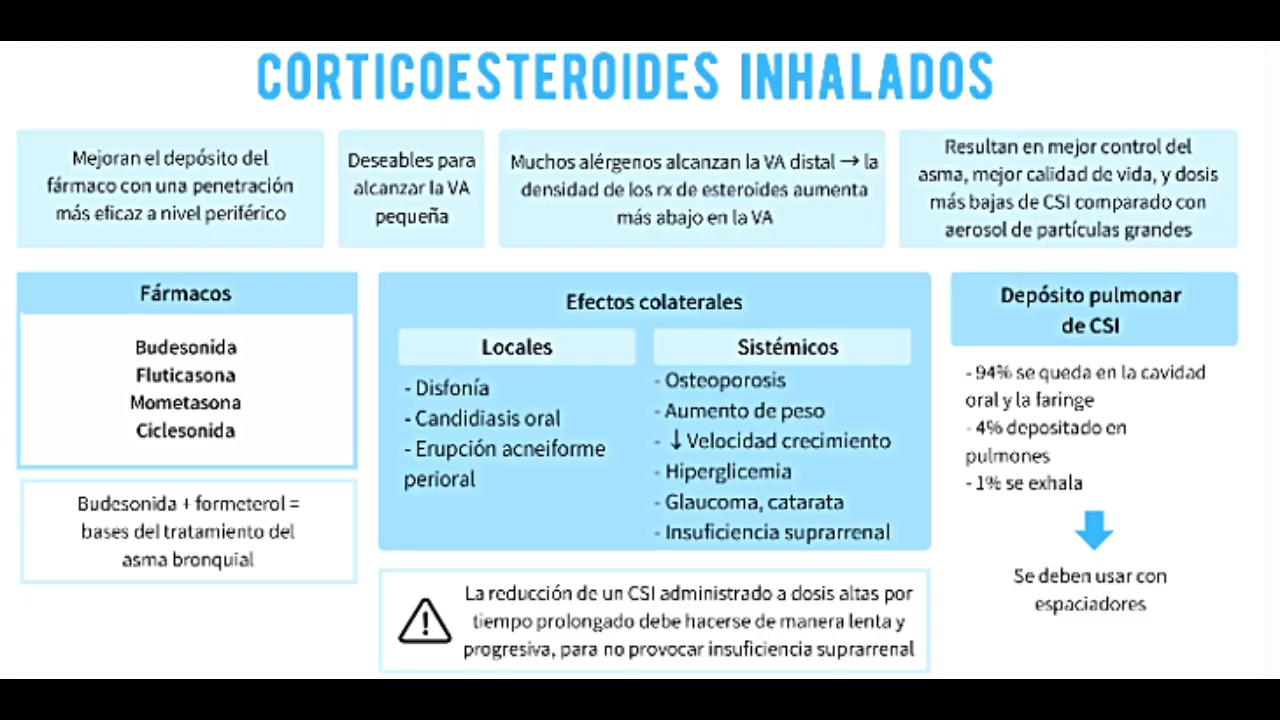 CORTICOESTEROIDES INHALADOS
Mejoran el depósito del
fármaco con una penetración
más eficaz a nivel periférico
Deseables para
alcanzar la VA
pequeña
Muchos alérgenos alcanzan la VA distal → la
densidad de los rx de esteroides aumenta
más abajo en la VA
Resultan en mejor control del
asma, mejor calidad de vida, y dosis
más bajas de CSI comparado con
aerosol de partículas grandes
Fármacos
Budesonida
Fluticasona
Mometasona
Ciclesonida
Budesonida + formeterol =
bases del tratamiento del
asma bronquial
Efectos colaterales
Locales
- Disfonía
- Candidiasis oral
- Erupción acneiforme
perioral
Sistémicos
- Osteoporosis
- Aumento de peso
- ↓ Velocidad crecimiento
- Hiperglicemia
- Glaucoma, catarata
- Insuficiencia suprarrenal
La reducción de un CSI administrado a dosis altas por
tiempo prolongado debe hacerse de manera lenta y
progresiva, para no provocar insuficiencia suprarrenal
Depósito pulmonar
de CSI
- 94% se queda en la cavidad
oral y la faringe
- 4% depositado en
pulmones
- 1% se exhala
Se deben usar con
espaciadores